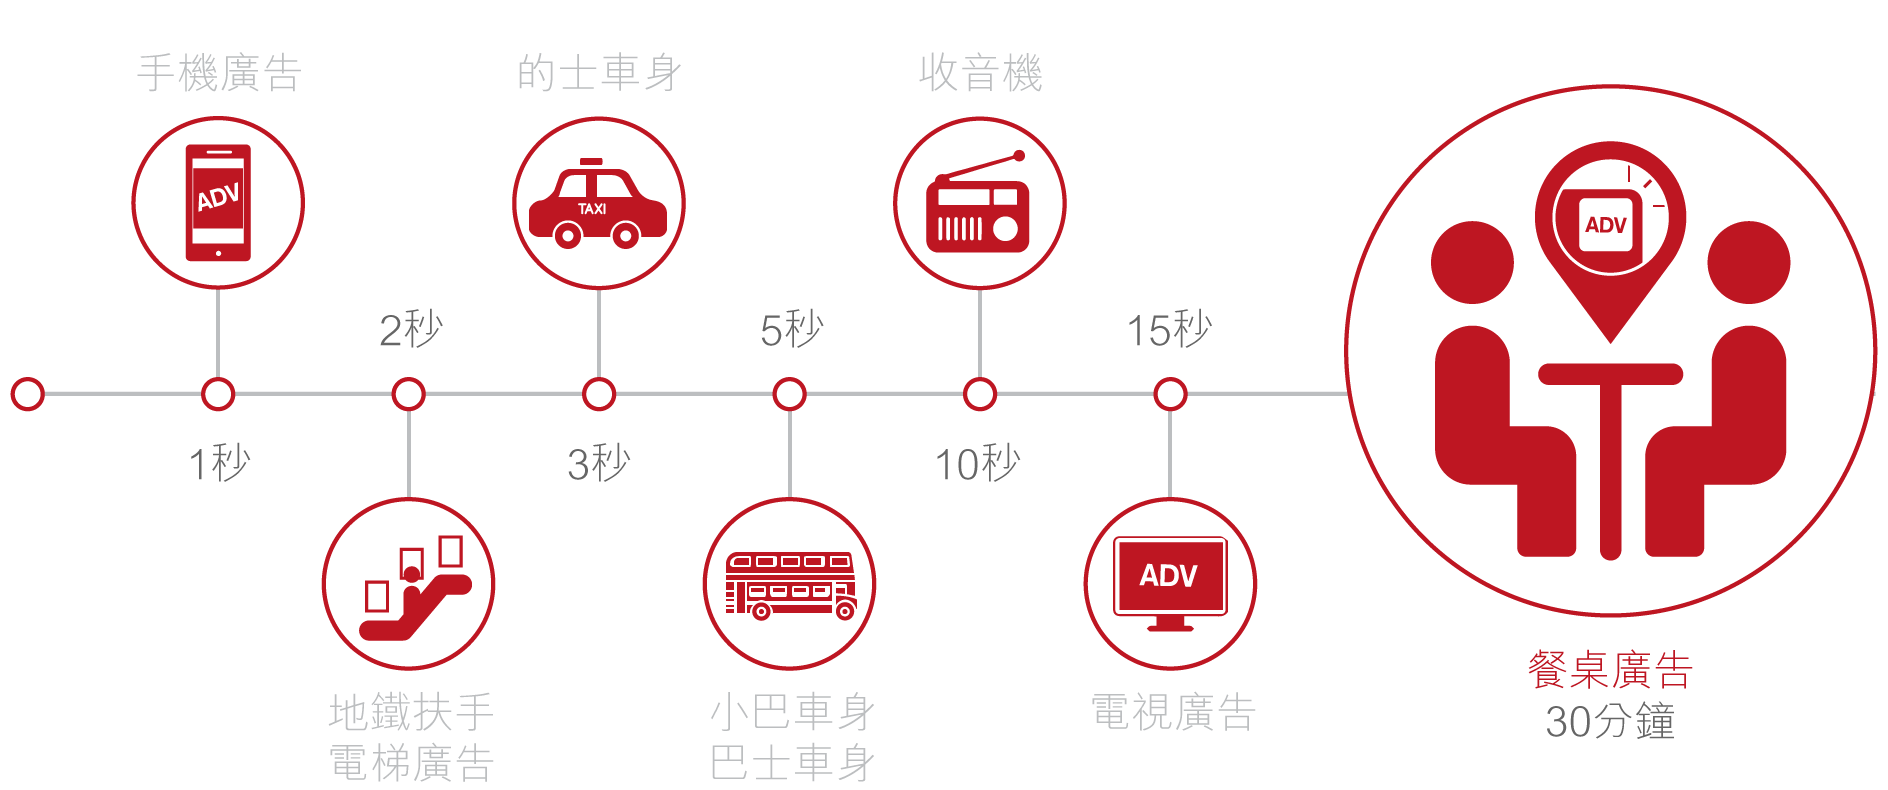 手機廣告
的士車身
收音機
ADV
TAXI
ADV
2秒
5秒
15秒
1秒
3秒
10秒
ADV
地鐵扶手
電梯廣告
小巴車身
巴士車身
電視廣告
餐桌廣告
30分鐘